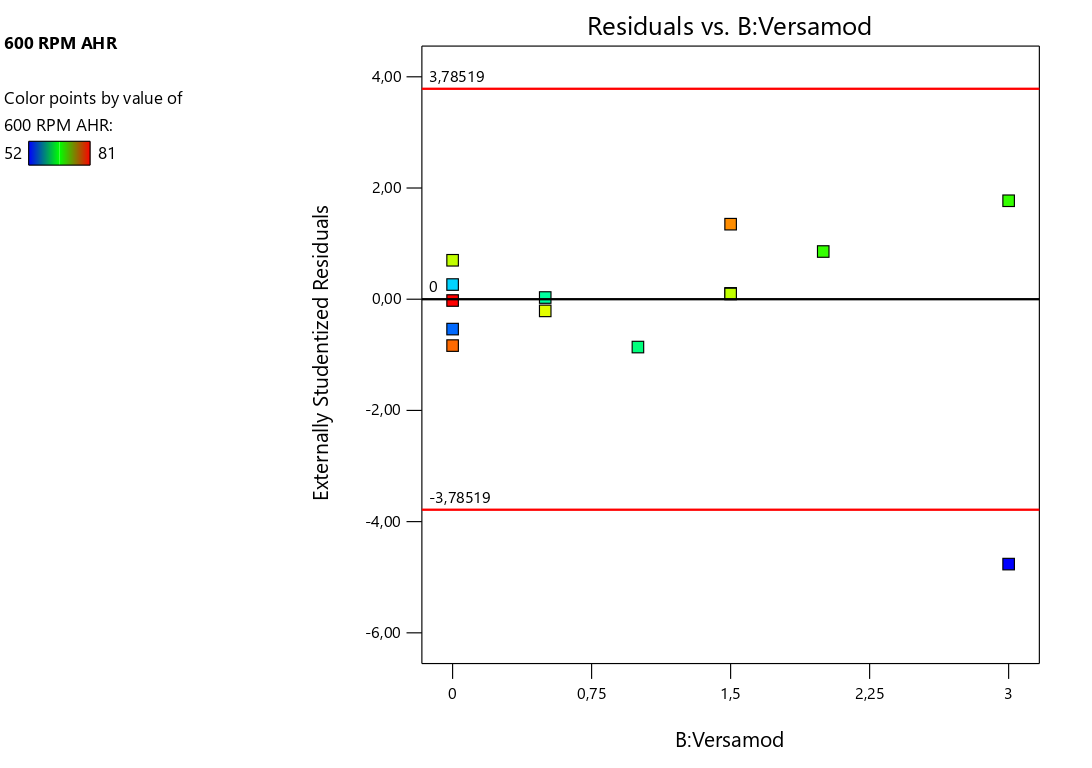 600 RPM AHR
Color points by value of
600 RPM AHR:
52 81
Residuals vs. B:Versamod
Externally Studentized Residuals
4,00
2,00
0,00
-2,00
-4,00
-6,00
3,78519
0
-3,78519
0 0,75 1,5 2,25 3
B:Versamod